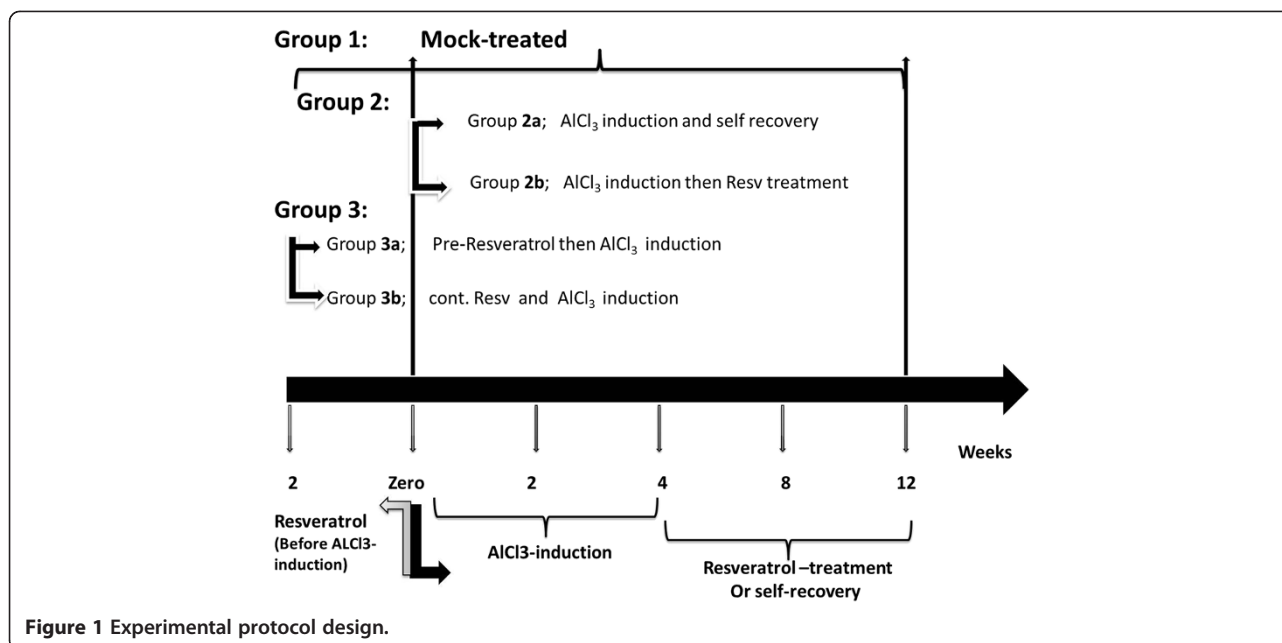 Group 1: Mock-treated
Group 2:
Group 2a; AlCl₃ induction and self recovery
Group 2b; AlCl₃ induction then Resv treatment
Group 3:
Group 3a; Pre-Resveratrol then AlCl₃ induction
Group 3b; cont. Resv and AlCl₃ induction
Weeks
2 Zero 2 4 8 12
Resveratrol
(Before ALCl3-
induction)
AlCl3-induction
Resveratrol –treatment
Or self-recovery
Figure 1 Experimental protocol design.